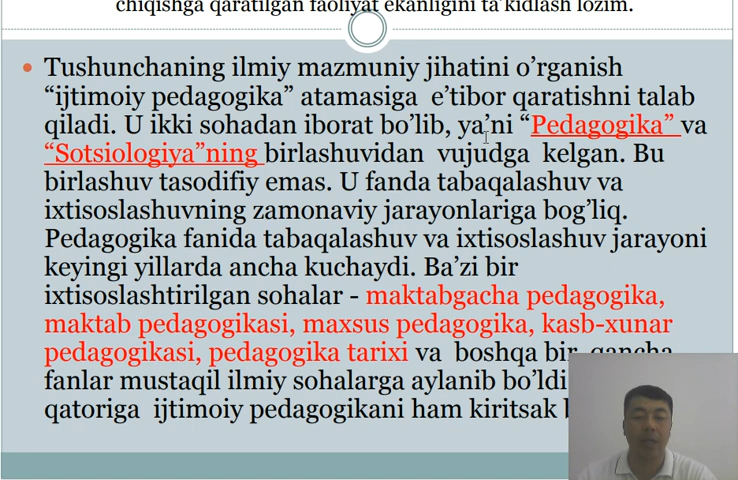 chiqishga qaratilgan faoliyat ekanligini ta’kidlash lozim.
Tushunchaning ilmiy mazmuniy jihatini o’rganish
“ijtimoiy pedagogika” atamasiga e’tibor qaratishni talab
qiladi. U ikki sohadan iborat bo’lib, ya’ni “Pedagogika” va
“Sotsiologiya”ning birlashuvidan vujudga kelgan. Bu
birlashuv tasodifiy emas. U fanda tabaqalashuv va
ixtisoslashuvning zamonaviy jarayonlariga bog’liq.
Pedagogika fanida tabaqalashuv va ixtisoslashuv jarayoni
keyingi yillarda ancha kuchaydi. Ba’zi bir
ixtisoslashtirilgan sohalar - maktabgacha pedagogika,
maktab pedagogikasi, maxsus pedagogika, kasb-xunar
pedagogikasi, pedagogika tarixi va boshqa bir qancha
fanlar mustaqil ilmiy sohalarga aylanib bo’ldi
qatoriga ijtimoiy pedagogikani ham kiritsak